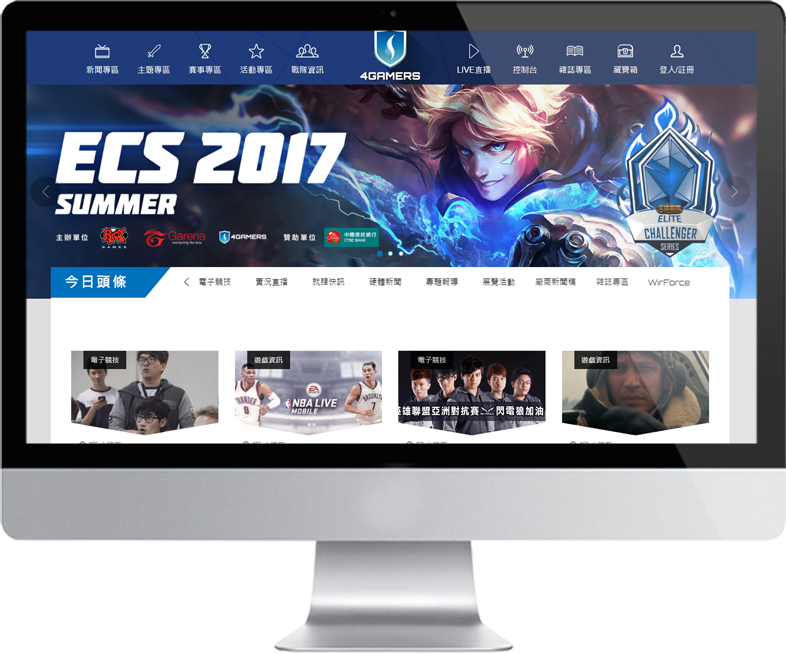 新聞專區 主題專區 賽事專區 活動專區 戰隊資訊 4GAMERS LIVE直播 控制台 雜誌專區 藏寶箱 登入/註冊
ECS 2017
SUMMER
主辦單位 GAMES Garena 4GAMERS 贊助單位 中國信託銀行 CTBC BANK
ELITE
CHALLENGER
SERIES
今日頭條 電子競技 實況直播 就肆快訊 硬體新聞 專題報導 展覽活動 廠商新聞稿 雜誌專區 WirForce
電子競技 遊戲資訊 電子競技 遊戲資訊
EA
NBA LIVE
MOBILE
英雄聯盟亞洲對抗賽 閃電狼加油